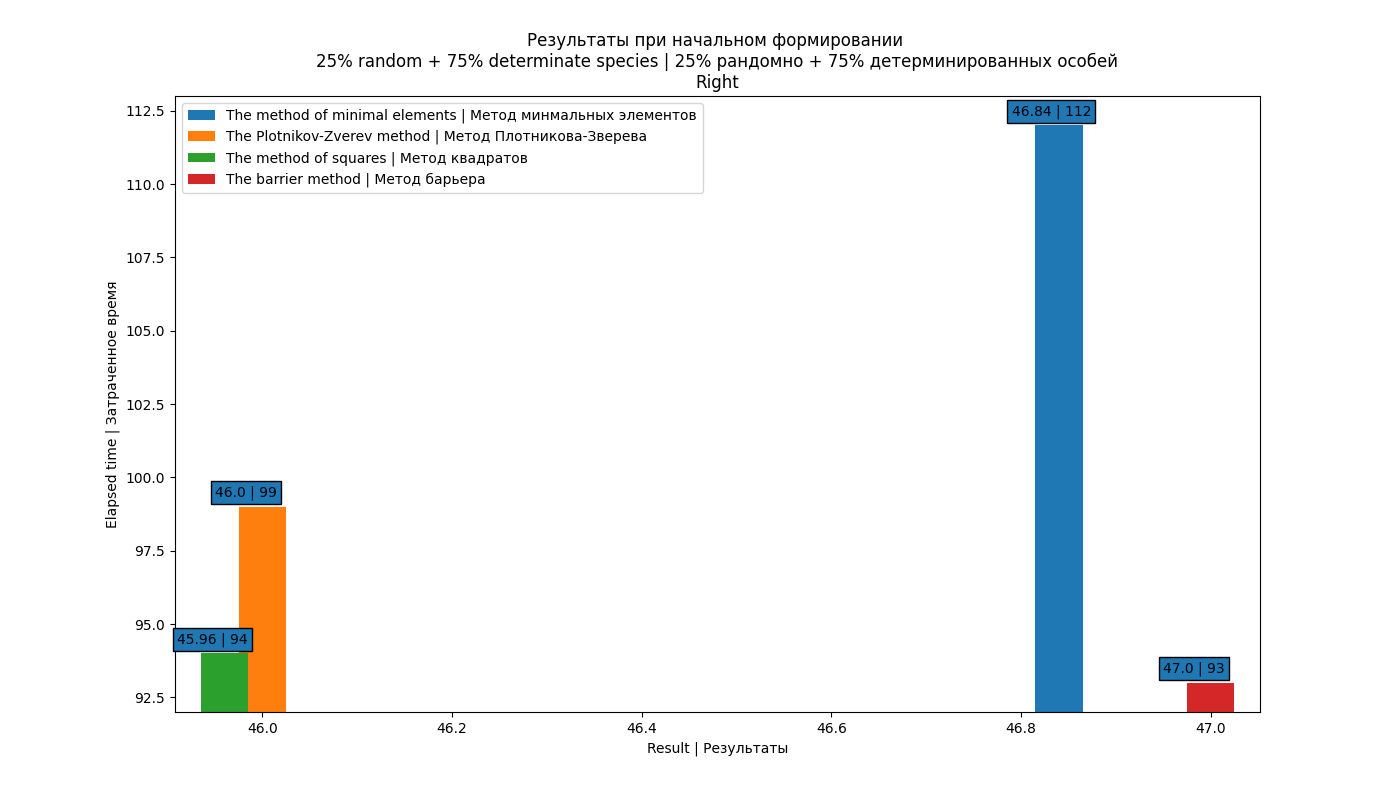 Результаты при начальном формировании
25% random + 75% determinate species | 25% рандомно + 75% детерминированных особей
Right
The method of minimal elements | Метод минмальных элементов
The Plotnikov-Zverev method | Метод Плотникова-Зверева
The method of squares | Метод квадратов
The barrier method | Метод барьера
46.84 | 112
46.0 | 99
45.96 | 94
47.0 | 93
112.5
110.0
107.5
105.0
102.5
100.0
97.5
95.0
92.5
Elapsed time | Затраченное время
46.0 46.2 46.4 46.6 46.8 47.0
Result | Результаты